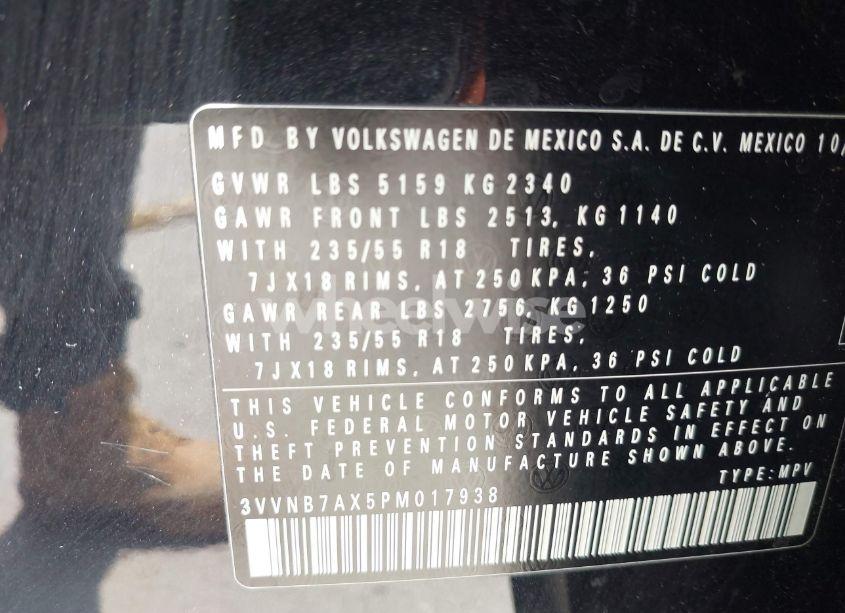 MFD BY VOLKSWAGEN DE MEXICO S.A. DE C.V. MEXICO 10/
GVWR LBS 5159 KG 2340
GAWR FRONT LBS 2513, KG 1140
WITH 235/55 R18 TIRES,
7JX18 RIMS, AT 250 KPA, 36 PSI COLD
GAWR REAR LBS 2756, KG 1250
wheelwise
WITH 235/55 R18 TIRES,
7JX18 RIMS, AT 250 KPA, 36 PSI COLD
THIS VEHICLE CONFORMS TO ALL APPLICABLE
U.S. FEDERAL MOTOR VEHICLE SAFETY AND
THEFT PREVENTION STANDARDS IN EFFECT ON
THE DATE OF MANUFACTURE SHOWN ABOVE.
TYPE: MPV
3VVNB7AX5PM017938